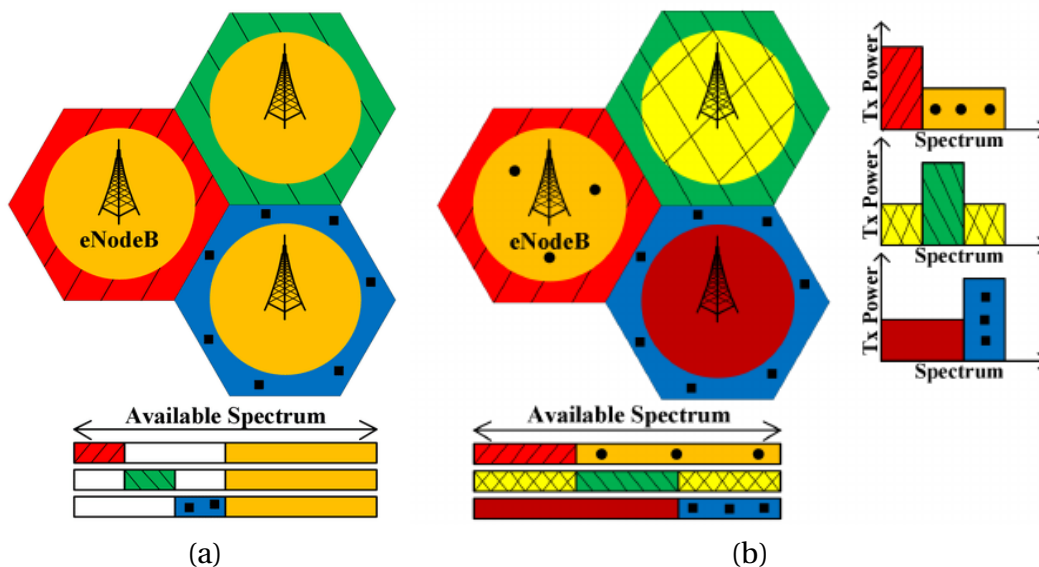 eNodeB
Available Spectrum
(a)
eNodeB
Available Spectrum
(b)
Tx Power
Spectrum
Tx Power
Spectrum
Tx Power
Spectrum